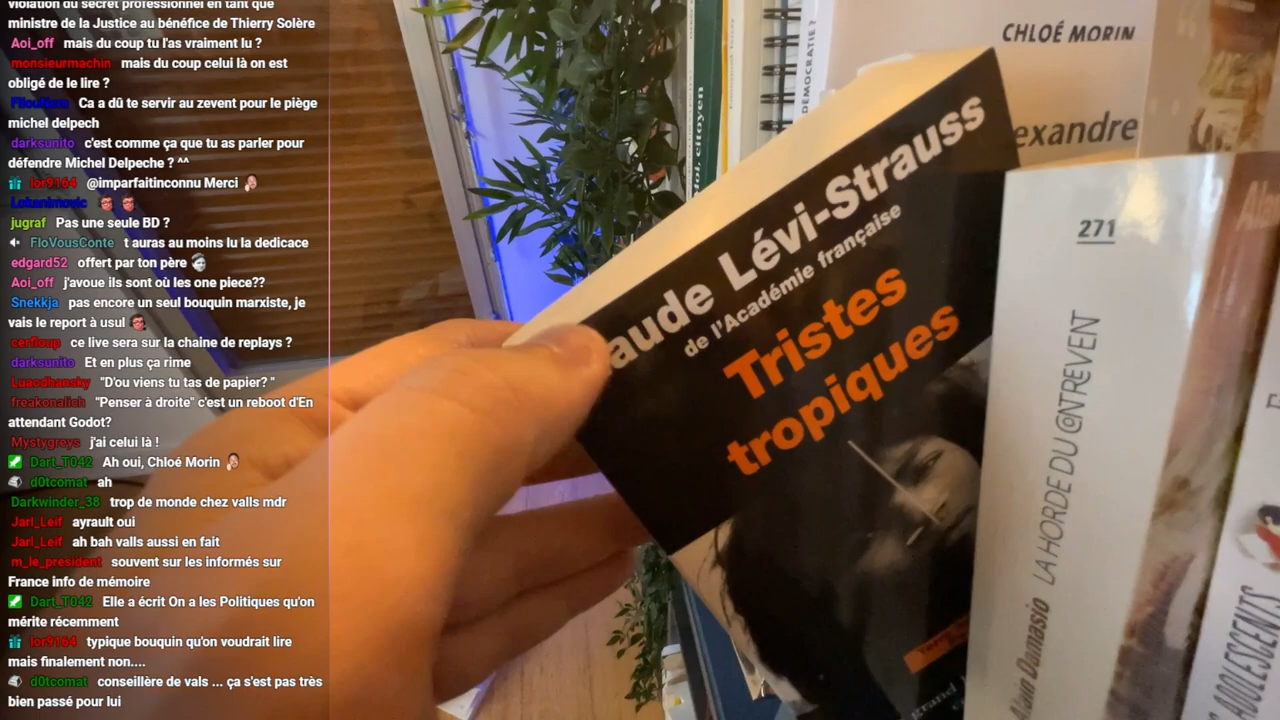 violation du secret professionnel en tant que
ministre de la Justice au bénéfice de Thierry Solère
Aoi_off mais du coup tu l'as vraiment lu ?
monsieurmachin mais du coup celui là on est
obligé de le lire ?
Ca a dû te servir au zevent pour le piège
michel delpech
darksunito c'est comme ça que tu as parler pour
défendre Michel Delpeche ? ^^
lor9164 @imparfaitinconnu Merci
Lokanimovic
jugraf Pas une seule BD ?
FloVousConte t auras au moins lu la dedicace
edgard52 offert par ton père
Aoi_off j'avoue ils sont où les one piece??
Snekkja pas encore un seul bouquin marxiste, je
vais le report à usul
cerfloup ce live sera sur la chaine de replays ?
darksunito Et en plus ça rime
Luacdhansky "D'ou viens tu tas de papier? "
freakonalich "Penser à droite" c'est un reboot d'En
attendant Godot?
Mystygreys j'ai celui là !
Dart_T042 Ah oui, Chloé Morin
d0tcomat ah
Darkwinder_38 trop de monde chez valls mdr
Jarl_Leif ayrault oui
Jarl_Leif ah bah valls aussi en fait
m_le_president souvent sur les informés sur
France info de mémoire
Dart_T042 Elle a écrit On a les Politiques qu'on
mérite récemment
lor9164 typique bouquin qu'on voudrait lire
mais finalement non....
d0tcomat conseillère de vals ... ça s'est pas très
bien passé pour lui
CHLOÉ MORIN
exandre
DÉMOCRATIE ?
Moi, citoyen
aude Lévi-Strauss
de l'Académie française
Tristes
tropiques
grand
271
Alain Damasio LA HORDE DU CONTREVENT
ADOLESCENTS